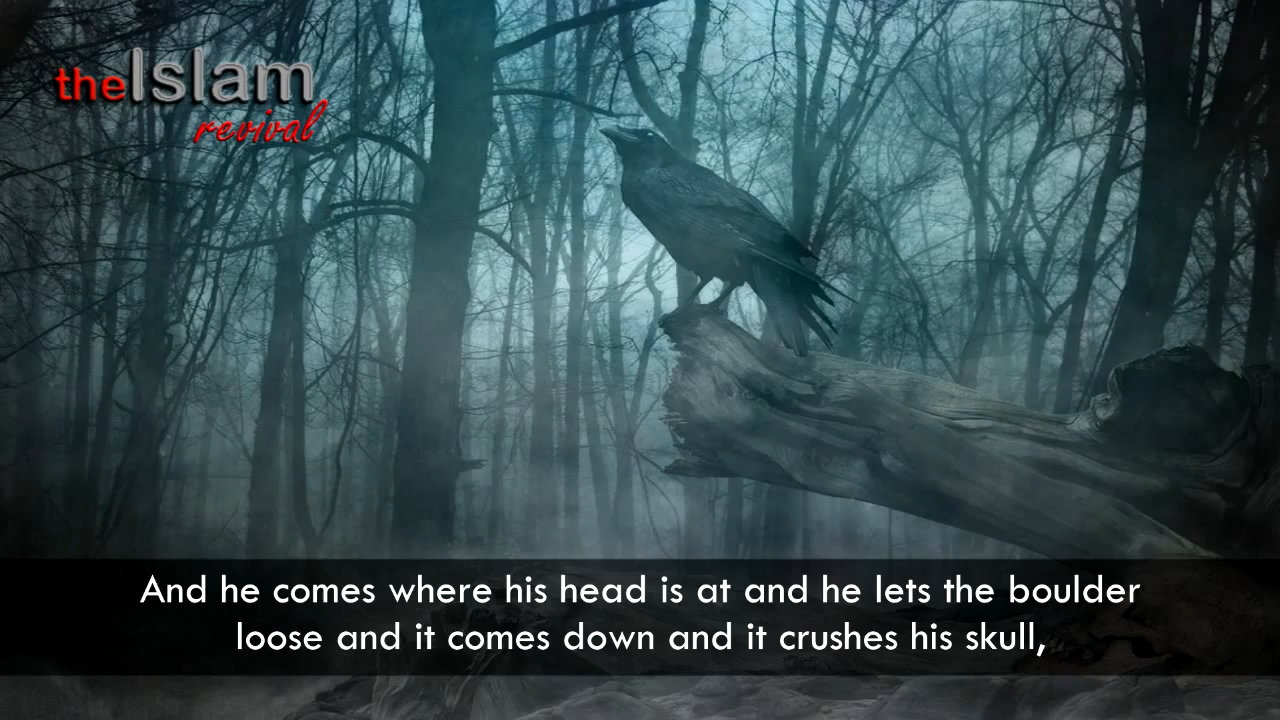 theIslam
revival
And he comes where his head is at and he lets the boulder
loose and it comes down and it crushes his skull,